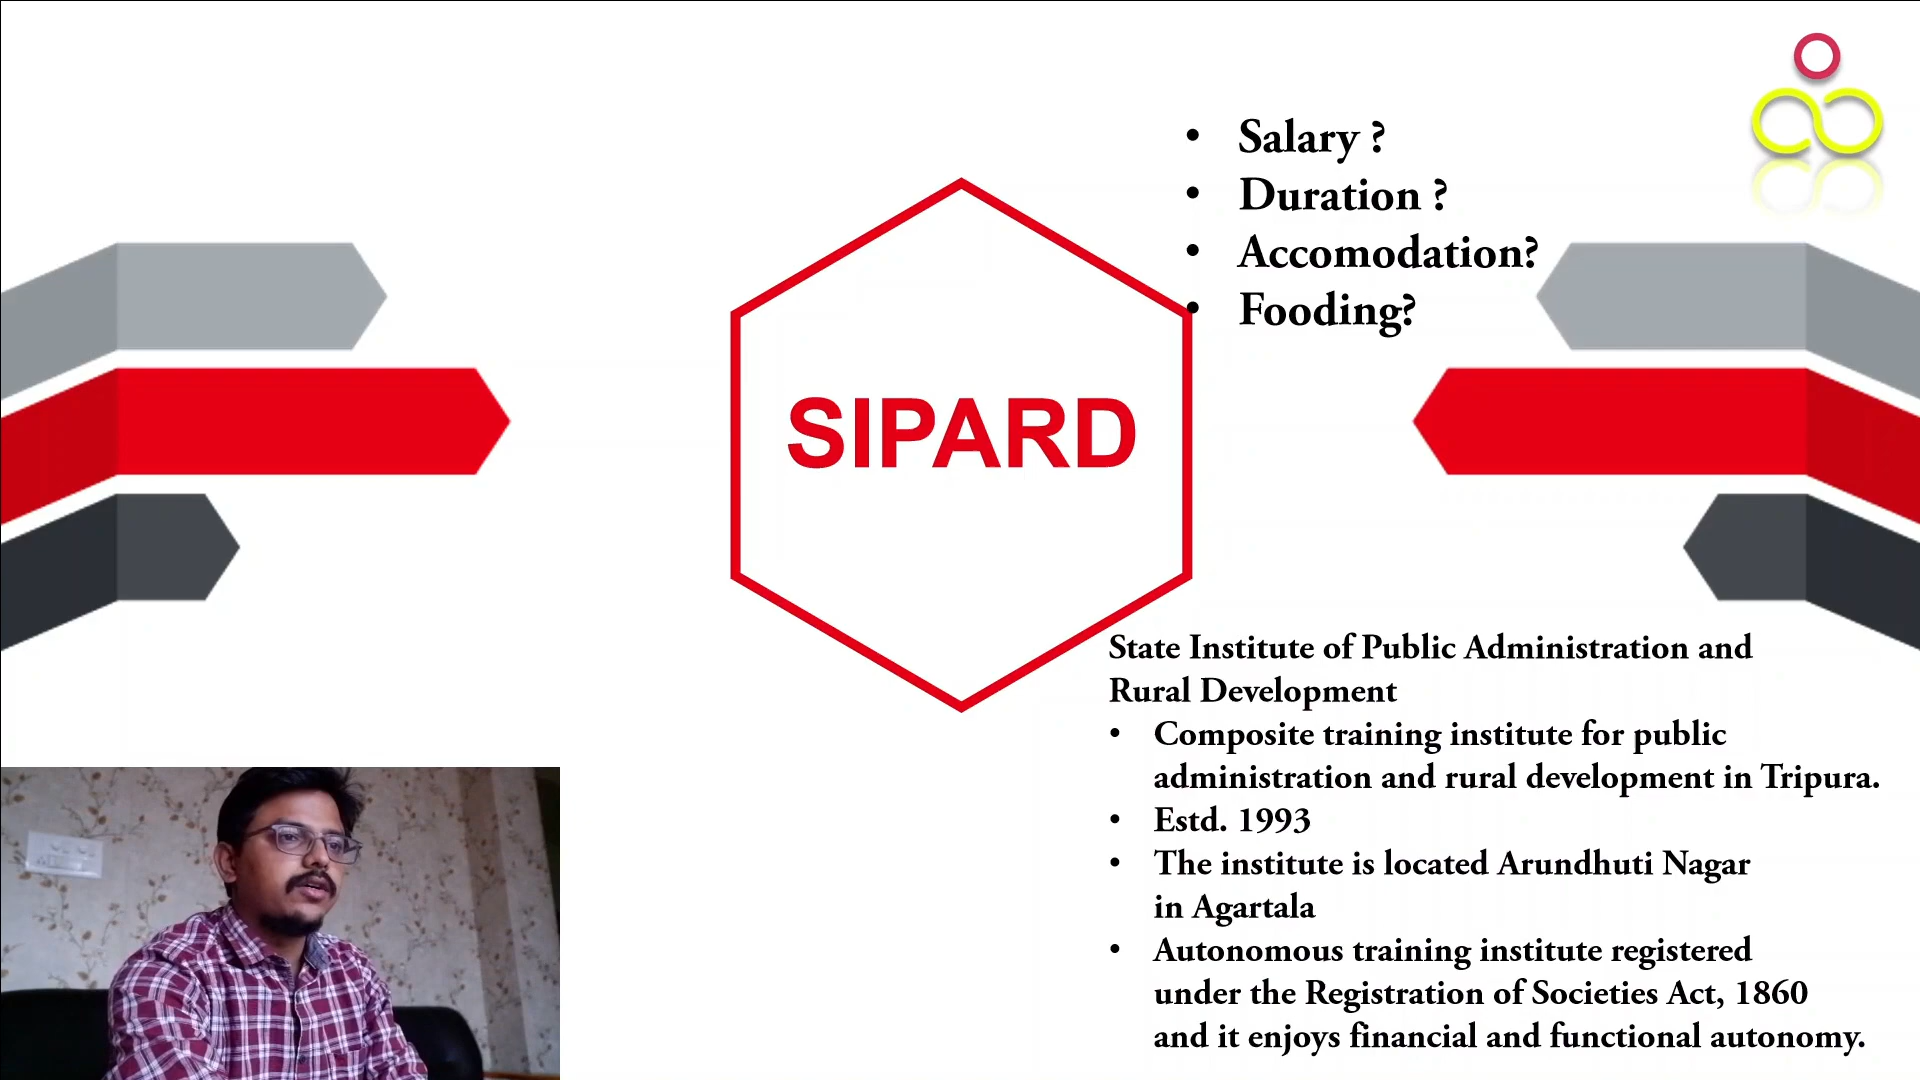 • Salary ?
• Duration ?
• Accomodation?
• Fooding?
SIPARD
State Institute of Public Administration and
Rural Development
• Composite training institute for public
administration and rural development in Tripura.
• Estd. 1993
• The institute is located Arundhuti Nagar
in Agartala
• Autonomous training institute registered
under the Registration of Societies Act, 1860
and it enjoys financial and functional autonomy.